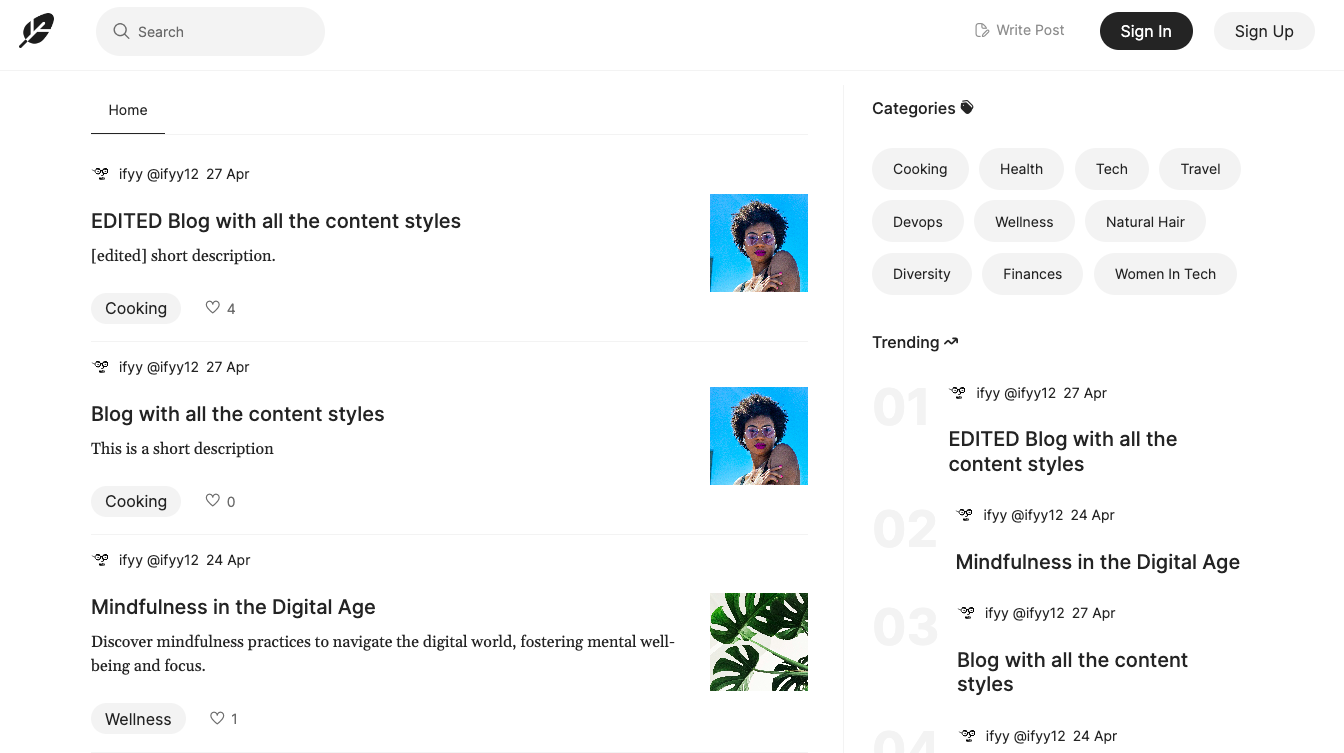 Search
Write Post
Sign In
Sign Up
Home
ifyy @ifyy12 27 Apr
EDITED Blog with all the content styles
[edited] short description.
Cooking
4
ifyy @ifyy12 27 Apr
Blog with all the content styles
This is a short description
Cooking
0
ifyy @ifyy12 24 Apr
Mindfulness in the Digital Age
Discover mindfulness practices to navigate the digital world, fostering mental well-
being and focus.
Wellness
1
Categories
Cooking
Health
Tech
Travel
Devops
Wellness
Natural Hair
Diversity
Finances
Women In Tech
Trending
01
ifyy @ifyy12 27 Apr
EDITED Blog with all the
content styles
02
ifyy @ifyy12 24 Apr
Mindfulness in the Digital Age
03
ifyy @ifyy12 27 Apr
Blog with all the content
styles
04
ifyy @ifyy12 24 Apr